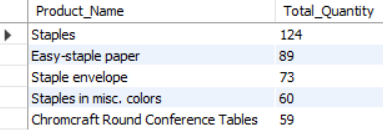 Product_Name Total_Quantity
Staples 124
Easy-staple paper 89
Staple envelope 73
Staples in misc. colors 60
Chromcraft Round Conference Tables 59